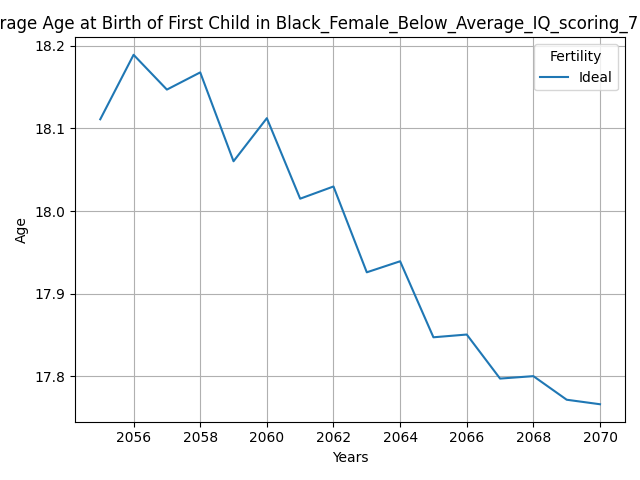 rage Age at Birth of First Child in Black_Female_Below_Average_IQ_scoring_7
18.2
Fertility
Ideal
18.1
18.0
Age
17.9
17.8
2056 2058 2060 2062 2064 2066 2068 2070
Years